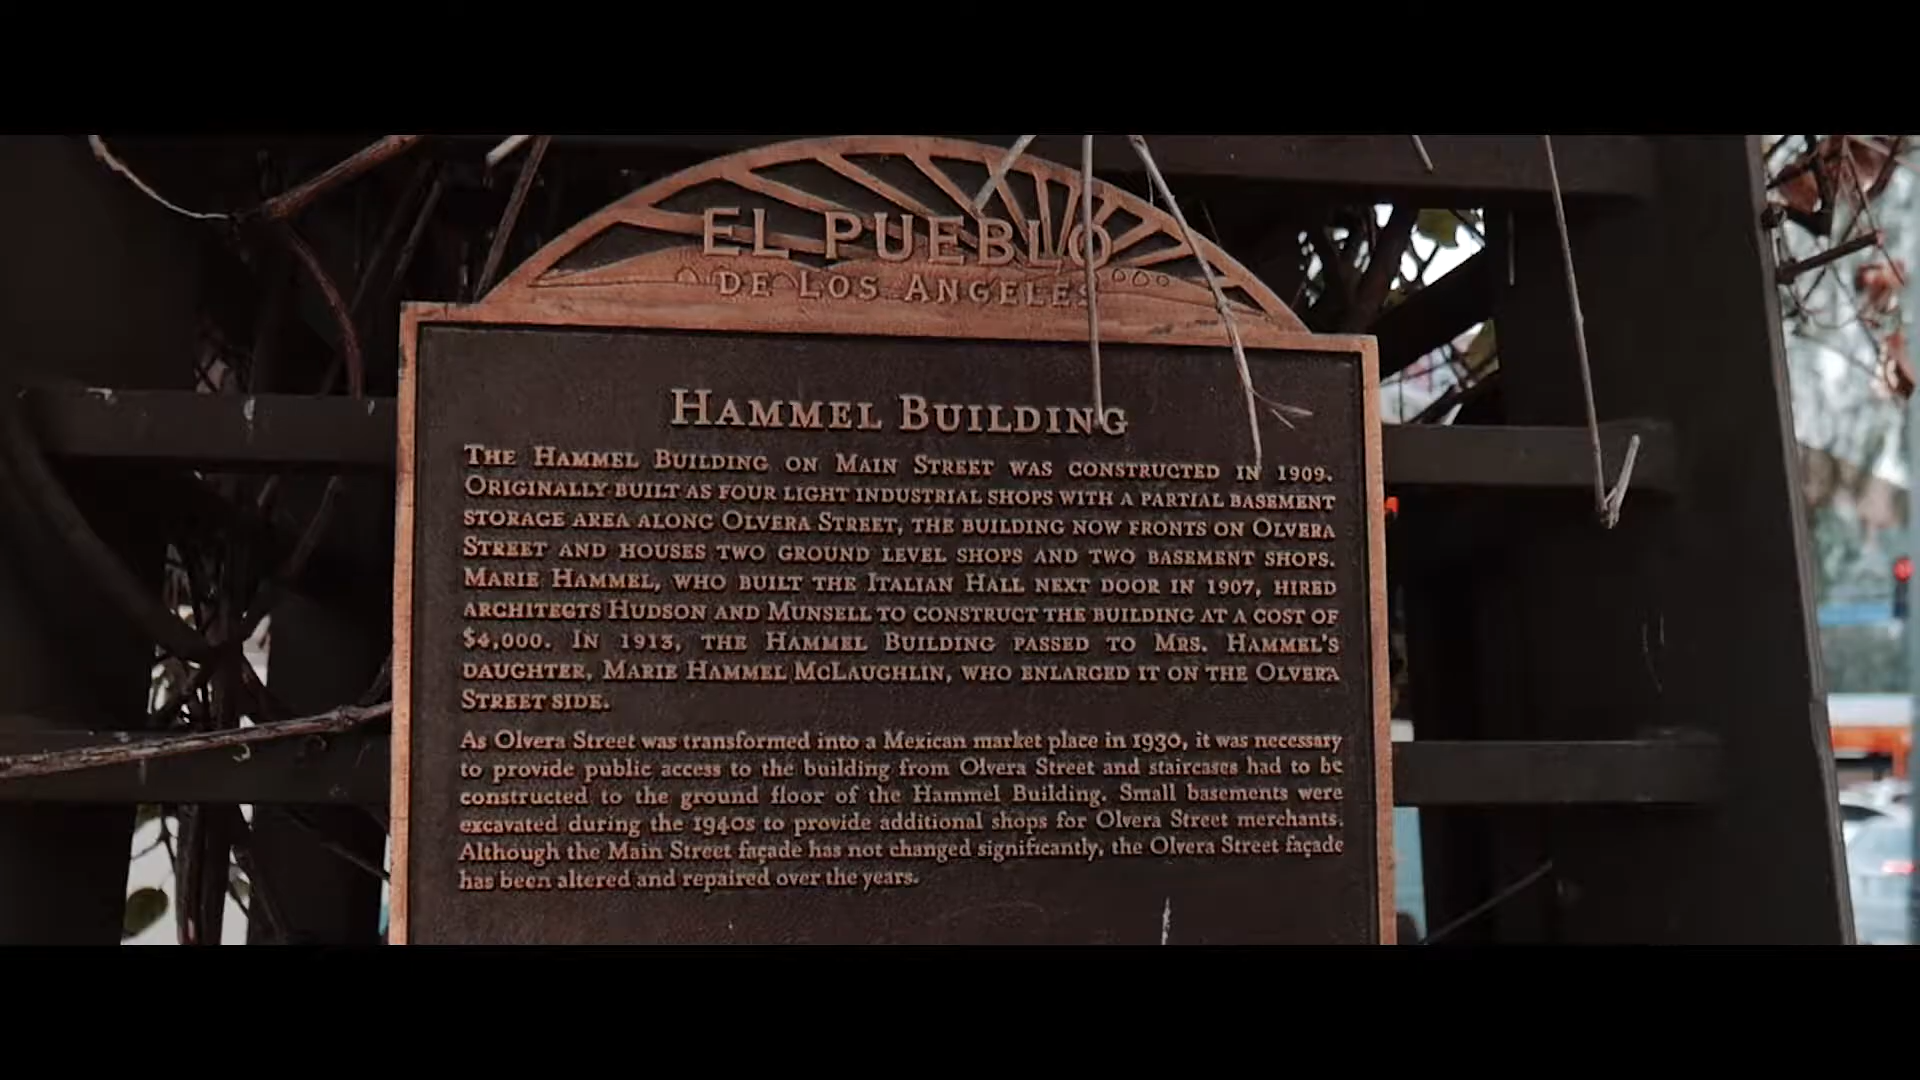 EL PUEBLO
DE LOS ANGELES
HAMMEL BUILDING
THE HAMMEL BUILDING ON MAIN STREET WAS CONSTRUCTED IN 1909.
ORIGINALLY BUILT AS FOUR LIGHT INDUSTRIAL SHOPS WITH A PARTIAL BASEMENT
STORAGE AREA ALONG OLVERA STREET, THE BUILDING NOW FRONTS ON OLVERA
STREET AND HOUSES TWO GROUND LEVEL SHOPS AND TWO BASEMENT SHOPS.
MARIE HAMMEL, WHO BUILT THE ITALIAN HALL NEXT DOOR IN 1907, HIRED
ARCHITECTS HUDSON AND MUNSELL TO CONSTRUCT THE BUILDING AT A COST OF
$4,000. IN 1913, THE HAMMEL BUILDING PASSED TO MRS. HAMMEL'S
DAUGHTER, MARIE HAMMEL MCLAUGHLIN, WHO ENLARGED IT ON THE OLVERA
STREET SIDE.
As Olvera Street was transformed into a Mexican market place in 1930, it was necessary
to provide public access to the building from Olvera Street and staircases had to be
constructed to the ground floor of the Hammel Building. Small basements were
excavated during the 1940s to provide additional shops for Olvera Street merchants.
Although the Main Street façade has not changed significantly, the Olvera Street façade
has been altered and repaired over the years.